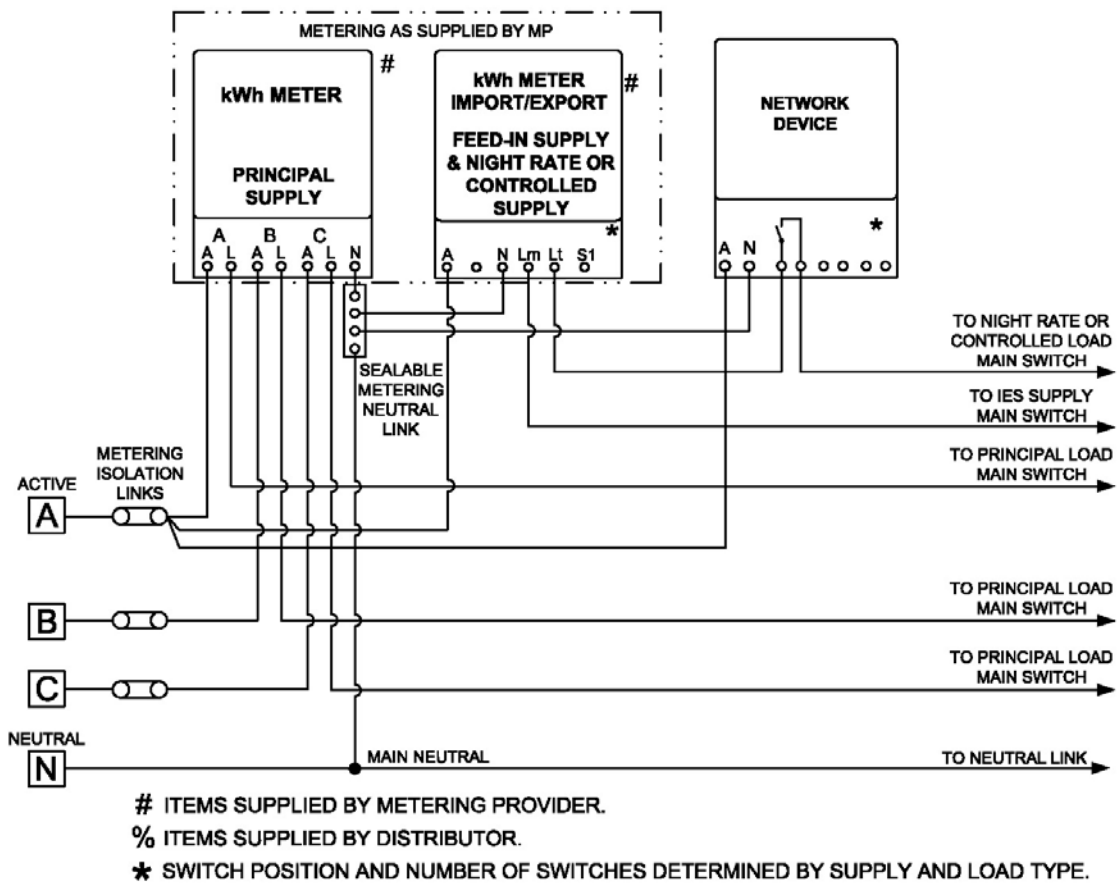 METERING AS SUPPLIED BY MP
kWh METER
PRINCIPAL
SUPPLY
#
A B C
A L A L A L N
kWh METER
IMPORT/EXPORT
FEED-IN SUPPLY
& NIGHT RATE OR
CONTROLLED
SUPPLY
#
*
A N Lm Lt S1
NETWORK
DEVICE
*
A N
SEALABLE
METERING
NEUTRAL
LINK
TO NIGHT RATE OR
CONTROLLED LOAD
MAIN SWITCH
TO IES SUPPLY
MAIN SWITCH
TO PRINCIPAL LOAD
MAIN SWITCH
METERING
ISOLATION
LINKS
ACTIVE
A
B
TO PRINCIPAL LOAD
MAIN SWITCH
C
TO PRINCIPAL LOAD
MAIN SWITCH
NEUTRAL
N
MAIN NEUTRAL
TO NEUTRAL LINK
# ITEMS SUPPLIED BY METERING PROVIDER.
% ITEMS SUPPLIED BY DISTRIBUTOR.
* SWITCH POSITION AND NUMBER OF SWITCHES DETERMINED BY SUPPLY AND LOAD TYPE.